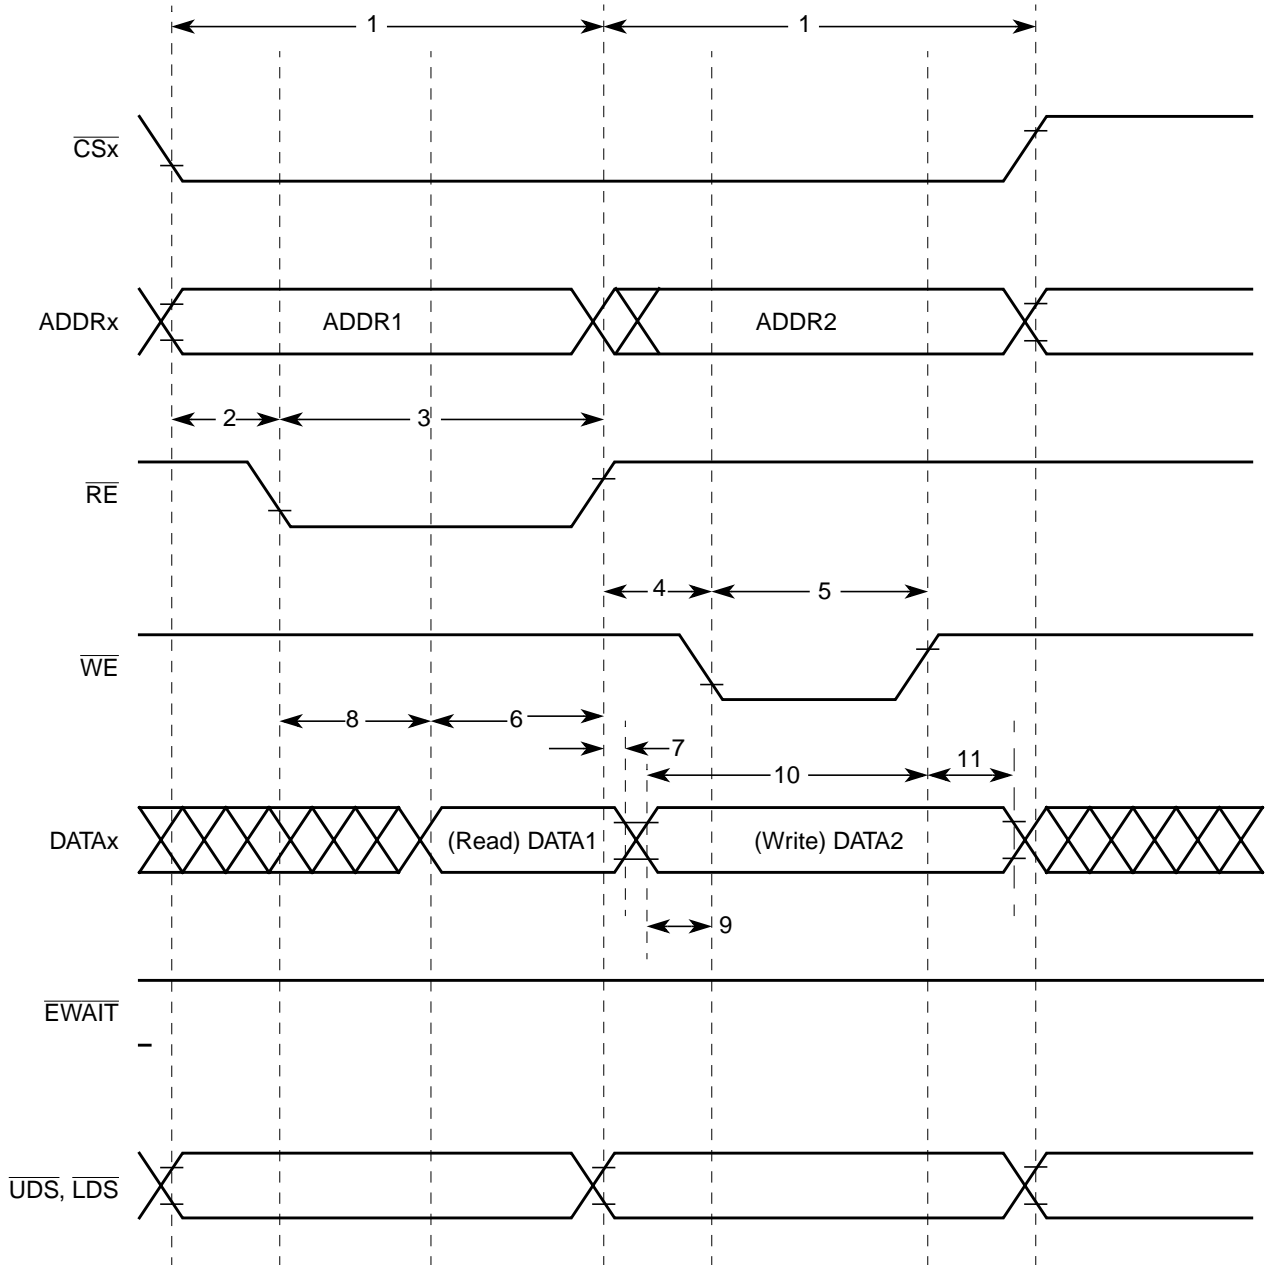 1 1
CSx
ADDRx ADDR1 ADDR2
2 3
RE
4 5
WE
8 6
7
10 11
DATAx (Read) DATA1 (Write) DATA2
9
EWAIT
UDS, LDS